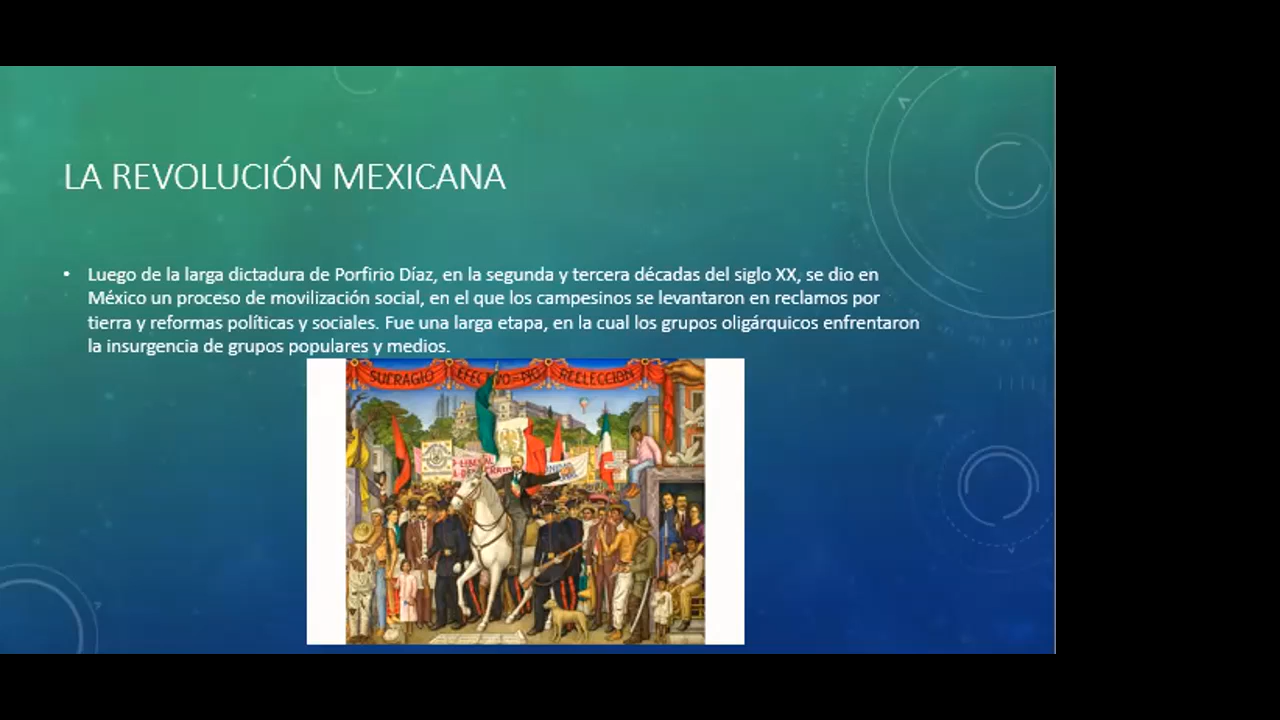 LA REVOLUCIÓN MEXICANA
• Luego de la larga dictadura de Porfirio Díaz, en la segunda y tercera décadas del siglo XX, se dio en
México un proceso de movilización social, en el que los campesinos se levantaron en reclamos por
tierra y reformas políticas y sociales. Fue una larga etapa, en la cual los grupos oligárquicos enfrentaron
la insurgencia de grupos populares y medios.
SUFRAGIO EFECTIVO=NO REELECCION